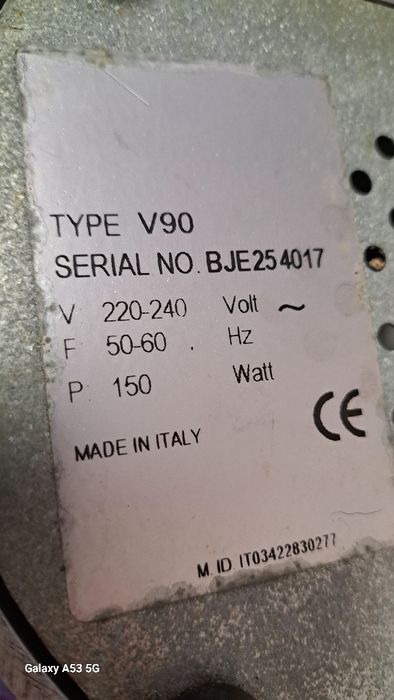 TYPE V90
SERIAL NO. BJE254017
V 220-240 Volt ~
F 50-60 . Hz
P 150 Watt
CE
MADE IN ITALY
M. ID. IT03422830277
Galaxy A53 5G